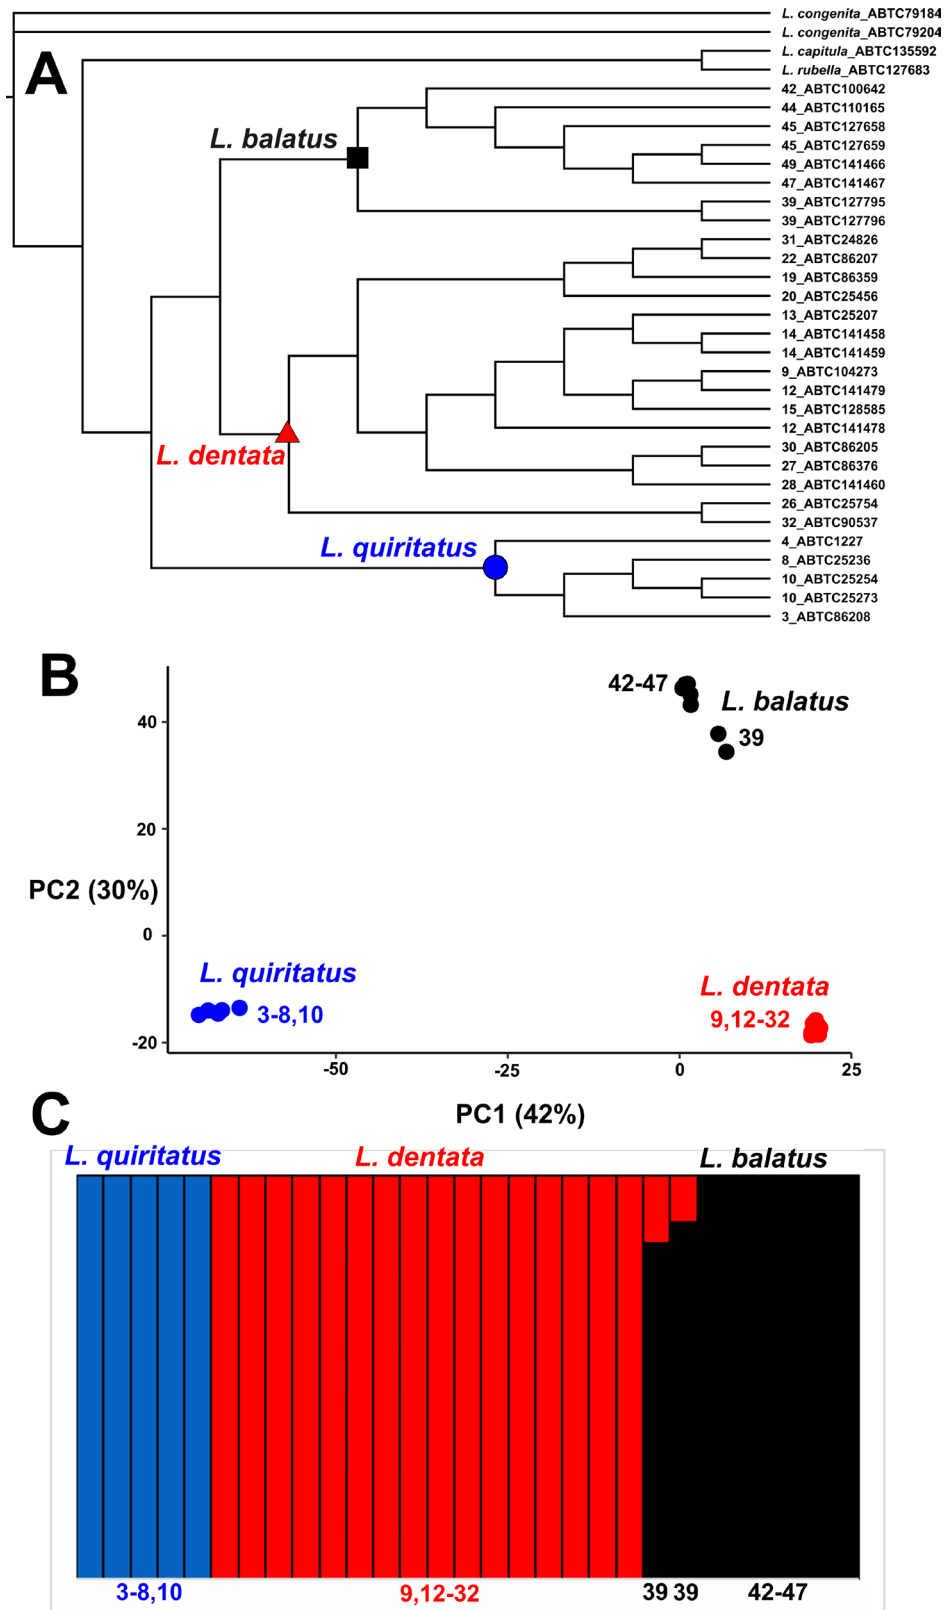 L. congenita_ABTC79184
L. congenita_ABTC79204
L. capitula_ABTC135592
L. rubella_ABTC127683
A
42_ABTC100642
44_ABTC110165
45_ABTC127658
L. balatus
45_ABTC127659
49_ABTC141466
47_ABTC141467
39_ABTC127795
39_ABTC127796
31_ABTC24826
22_ABTC86207
19_ABTC86359
20_ABTC25456
13_ABTC25207
14_ABTC141458
14_ABTC141459
9_ABTC104273
12_ABTC141479
15_ABTC128585
12_ABTC141478
30_ABTC86205
L. dentata
27_ABTC86376
28_ABTC141460
26_ABTC25754
32_ABTC90537
4_ABTC1227
L. quiritatus
8_ABTC25236
10_ABTC25254
10_ABTC25273
3_ABTC86208
B
42-47
L. balatus
39
40
20
PC2 (30%)
0
L. quiritatus
3-8,10
L. dentata
9,12-32
-20
-50
-25
0
25
PC1 (42%)
C
L. quiritatus
L. dentata
L. balatus
3-8,10
9,12-32
39 39
42-47